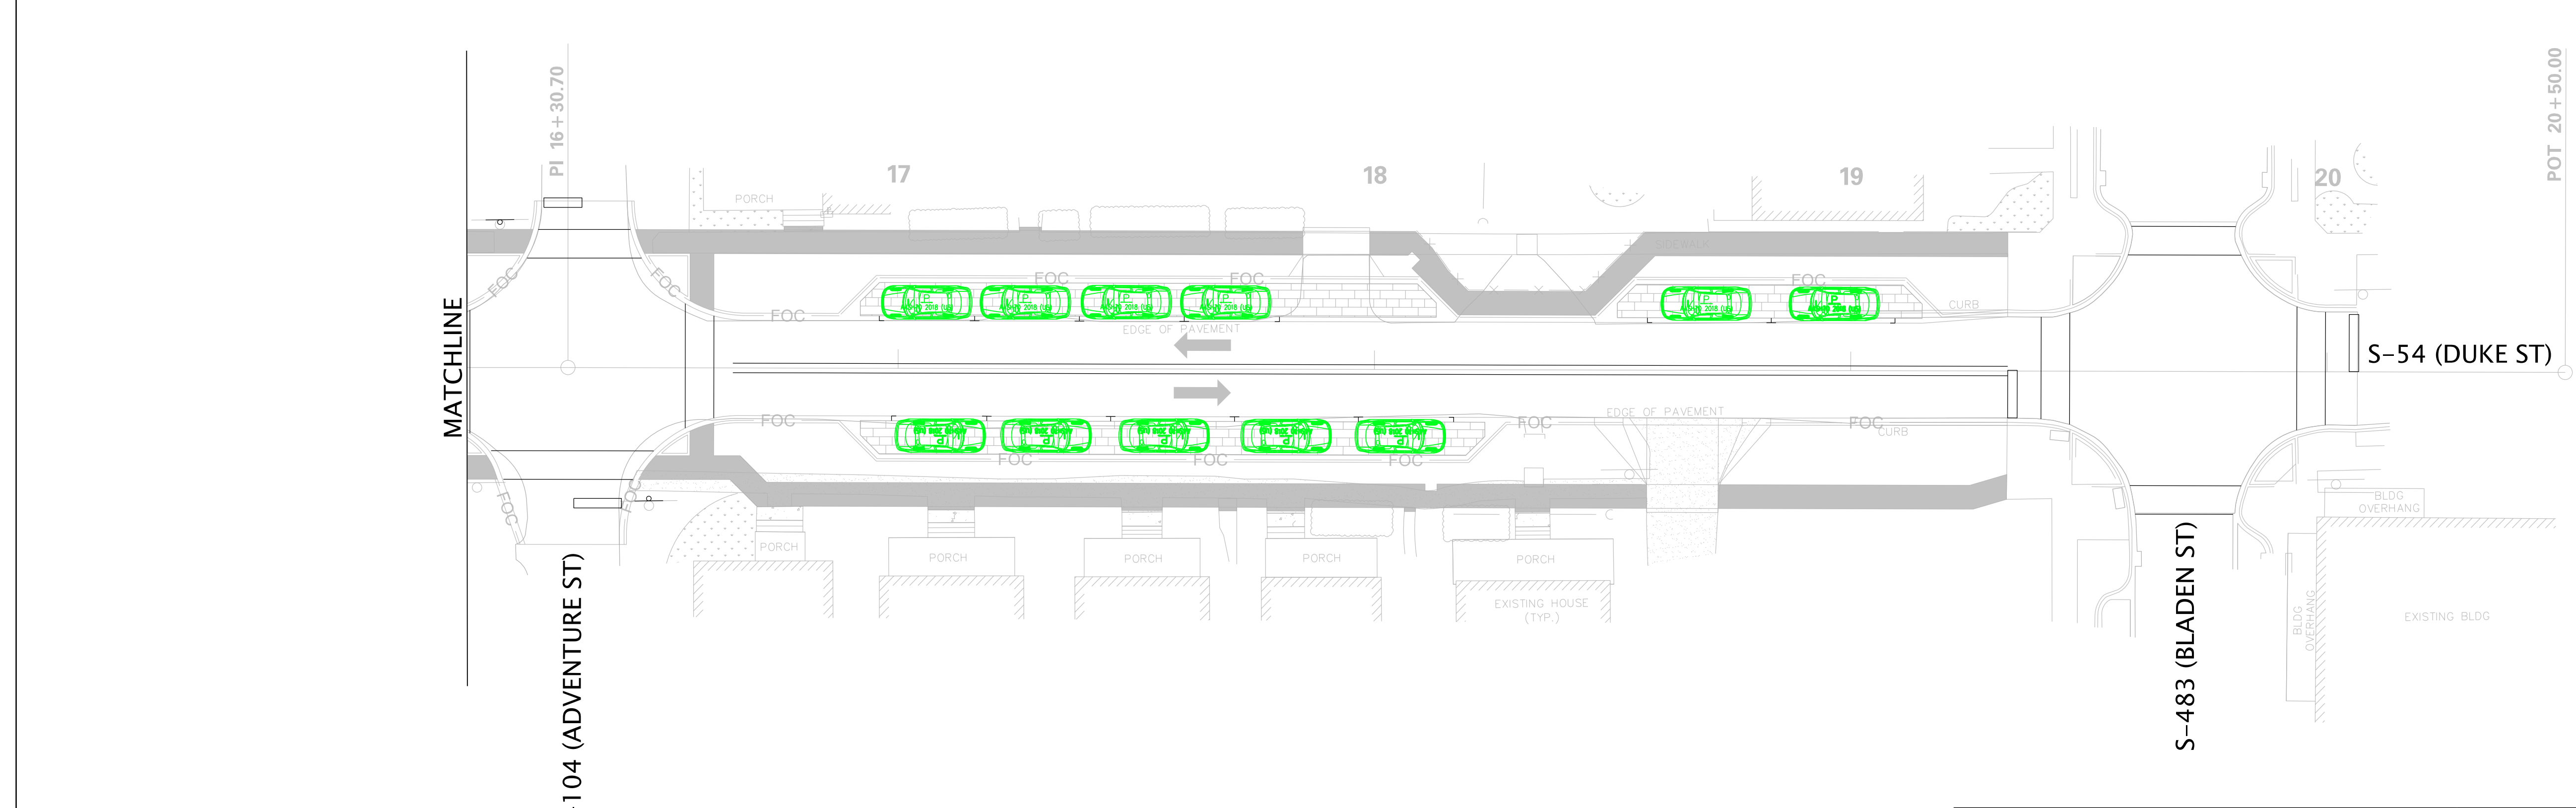 PI 16+30.70
POT 20+50.00
17
18
19
20
PORCH
SIDEWALK
FOC
FOC
FOC
FOC
FOC
FOC
CURB
EDGE OF PAVEMENT
MATCHLINE
S-54 (DUKE ST)
EDGE OF PAVEMENT
FOC
FOC
FOC
CURB
FOC
FOC
FOC
FOC
FOC
BLDG
OVERHANG
PORCH
PORCH
PORCH
PORCH
PORCH
EXISTING HOUSE
(TYP.)
BLDG
OVERHANG
EXISTING BLDG
104 (ADVENTURE ST)
S-483 (BLADEN ST)